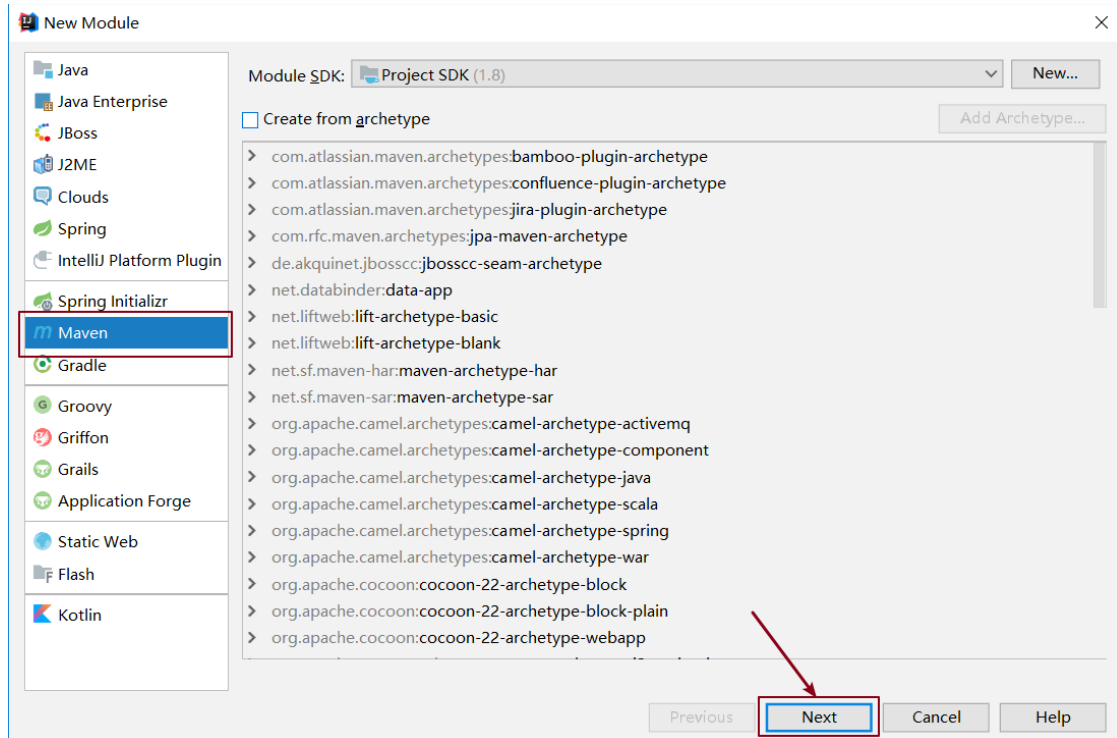 New Module
Java
Java Enterprise
JBoss
J2ME
Clouds
Spring
IntelliJ Platform Plugin
Spring Initializr
Maven
Gradle
Groovy
Griffon
Grails
Application Forge
Static Web
Flash
Kotlin
Module SDK: Project SDK (1.8) New...
Create from archetype Add Archetype...
com.atlassian.maven.archetypes:bamboo-plugin-archetype
com.atlassian.maven.archetypes:confluence-plugin-archetype
com.atlassian.maven.archetypes:jira-plugin-archetype
com.rfc.maven.archetypes:jpa-maven-archetype
de.akquinet.jbosscc:jbosscc-seam-archetype
net.databinder:data-app
net.liftweb:lift-archetype-basic
net.liftweb:lift-archetype-blank
net.sf.maven-har:maven-archetype-har
net.sf.maven-sar:maven-archetype-sar
org.apache.camel.archetypes:camel-archetype-activemq
org.apache.camel.archetypes:camel-archetype-component
org.apache.camel.archetypes:camel-archetype-java
org.apache.camel.archetypes:camel-archetype-scala
org.apache.camel.archetypes:camel-archetype-spring
org.apache.camel.archetypes:camel-archetype-war
org.apache.cocoon:cocoon-22-archetype-block
org.apache.cocoon:cocoon-22-archetype-block-plain
org.apache.cocoon:cocoon-22-archetype-webapp
Previous Next Cancel Help